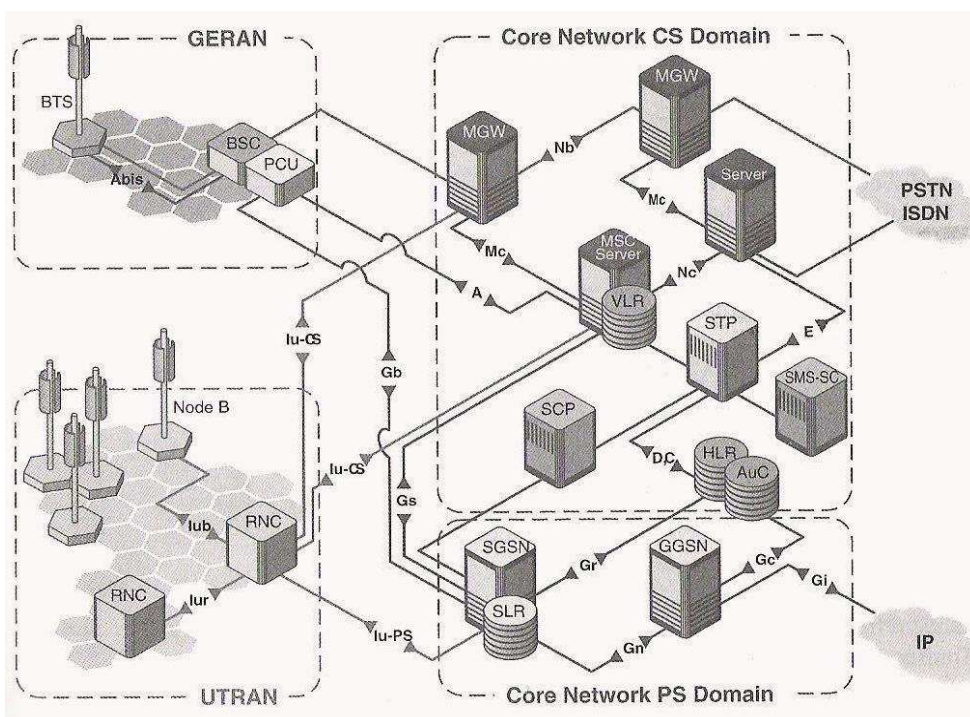 GERAN
Core Network CS Domain
BTS
MGW
BSC
MGW
PCU
Nb
Server
Abis
PSTN
ISDN
Mc
Mc
MSC
Server
Nc
A
VLR
STP
E
Iu-CS
Gb
SMS-SC
Node B
SCP
Iu-CS
D,C
HLR
AuC
Gs
Iub
RNC
SGSN
GGSN
Gr
Gc
Gi
RNC
Iur
SLR
Iu-PS
Gn
IP
UTRAN
Core Network PS Domain